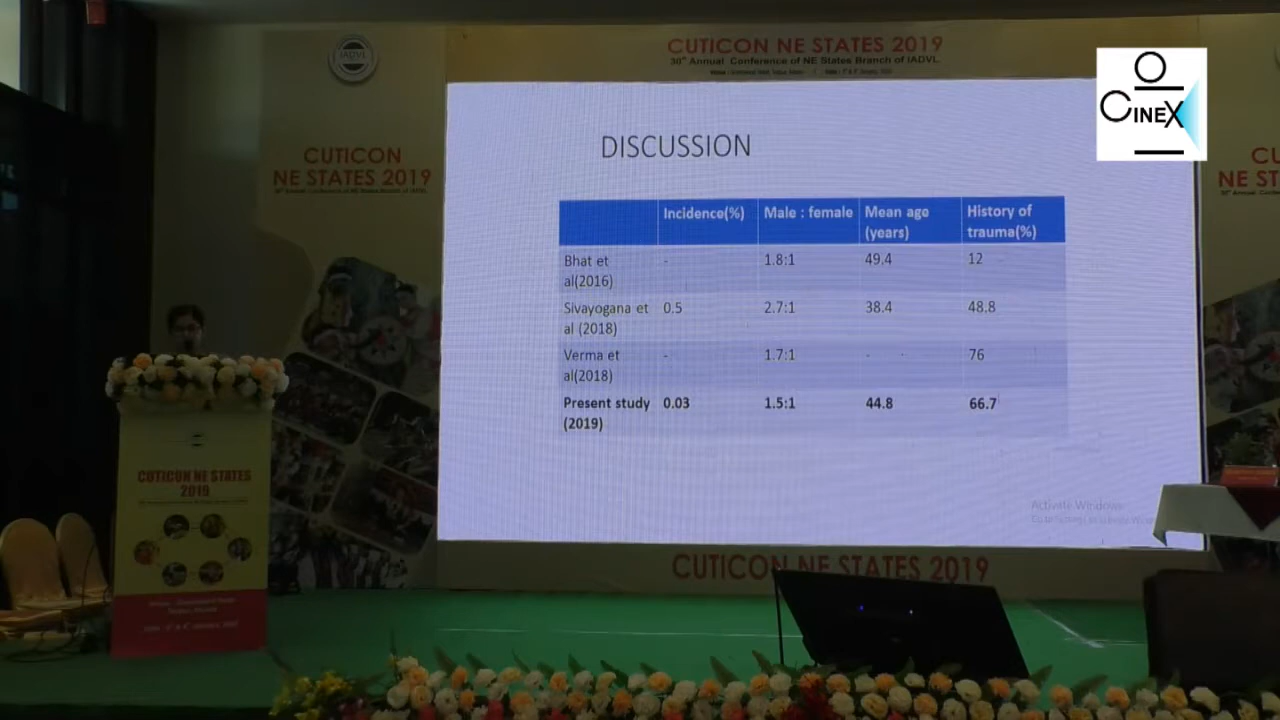 IADVL
CUTICON NE STATES 2019
30th Annual Conference of NE States Branch of IADVL
CINEX
CUTICON
NE STATES 2019
DISCUSSION
Incidence(%) Male : female Mean age (years) History of trauma(%)
Bhat et al(2016) - 1.8:1 49.4 12
Sivayogana et al (2018) 0.5 2.7:1 38.4 48.8
Verma et al(2018) - 1.7:1 - 76
Present study (2019) 0.03 1.5:1 44.8 66.7
Activate Windows
CUTICON NE STATES
2019
CUTICON NE STATES 2019